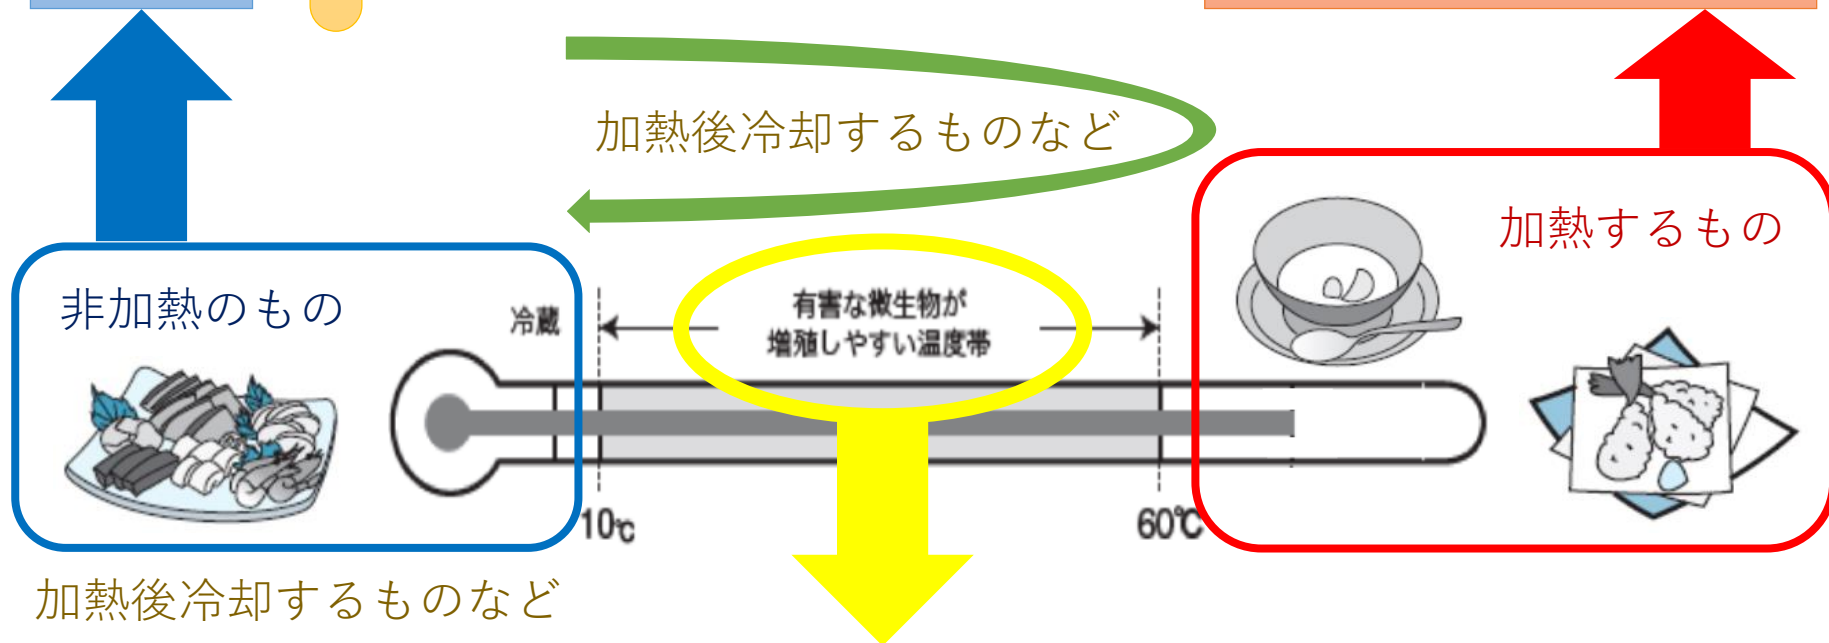 加熱後冷却するものなど
加熱するもの
非加熱のもの
冷蔵
有害な微生物が
増殖しやすい温度帯
10℃
60℃
加熱後冷却するものなど